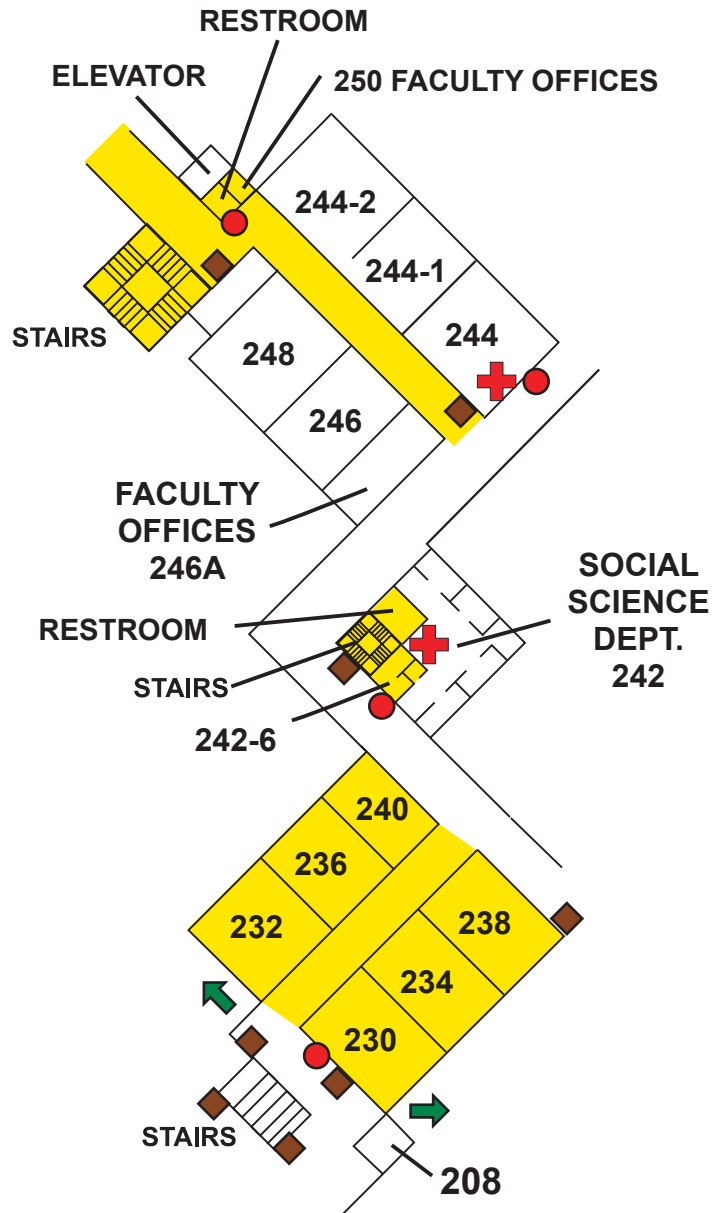 RESTROOM
ELEVATOR
250 FACULTY OFFICES
244-2
244-1
244
STAIRS
248
246
FACULTY
OFFICES
246A
SOCIAL
SCIENCE
DEPT.
242
RESTROOM
STAIRS
242-6
240
236
232
238
234
230
STAIRS
208